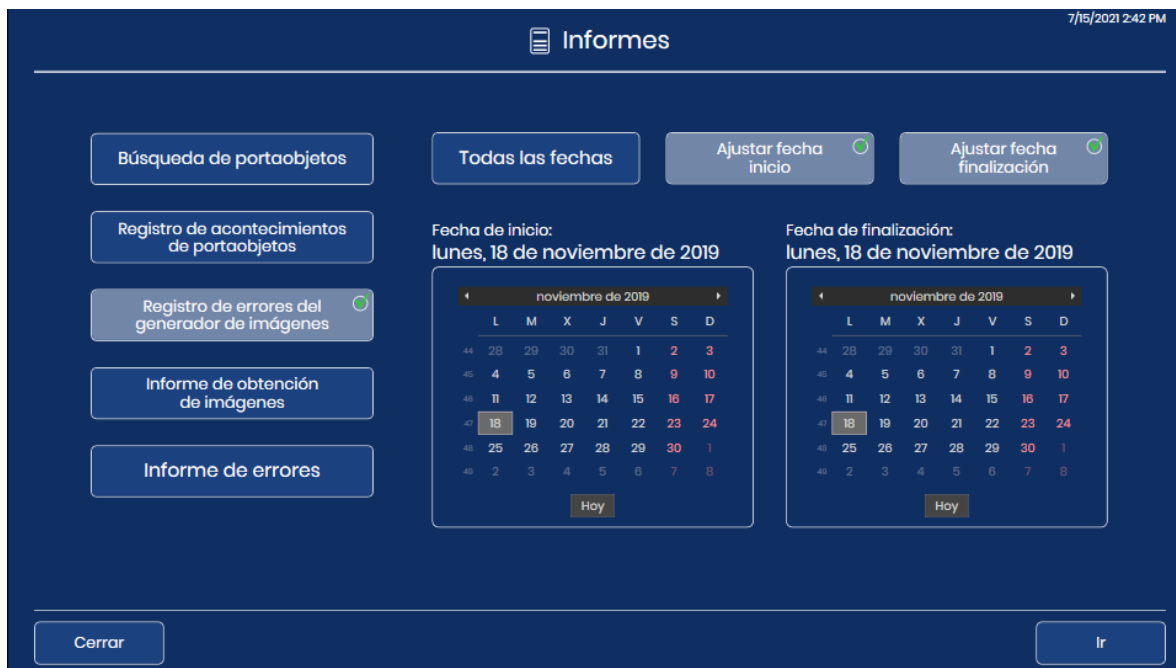 7/15/2021 2:42 PM
Informes
Búsqueda de portaobjetos
Registro de acontecimientos
de portaobjetos
Registro de errores del
generador de imágenes
Informe de obtención
de imágenes
Informe de errores
Todas las fechas
Ajustar fecha
inicio
Ajustar fecha
finalización
Fecha de inicio:
lunes, 18 de noviembre de 2019
noviembre de 2019
L M X J V S D
44 28 29 30 31 1 2 3
45 4 5 6 7 8 9 10
46 11 12 13 14 15 16 17
47 18 19 20 21 22 23 24
48 25 26 27 28 29 30 1
49 2 3 4 5 6 7 8
Hoy
Fecha de finalización:
lunes, 18 de noviembre de 2019
noviembre de 2019
L M X J V S D
44 28 29 30 31 1 2 3
45 4 5 6 7 8 9 10
46 11 12 13 14 15 16 17
47 18 19 20 21 22 23 24
48 25 26 27 28 29 30 1
49 2 3 4 5 6 7 8
Hoy
Cerrar
Ir